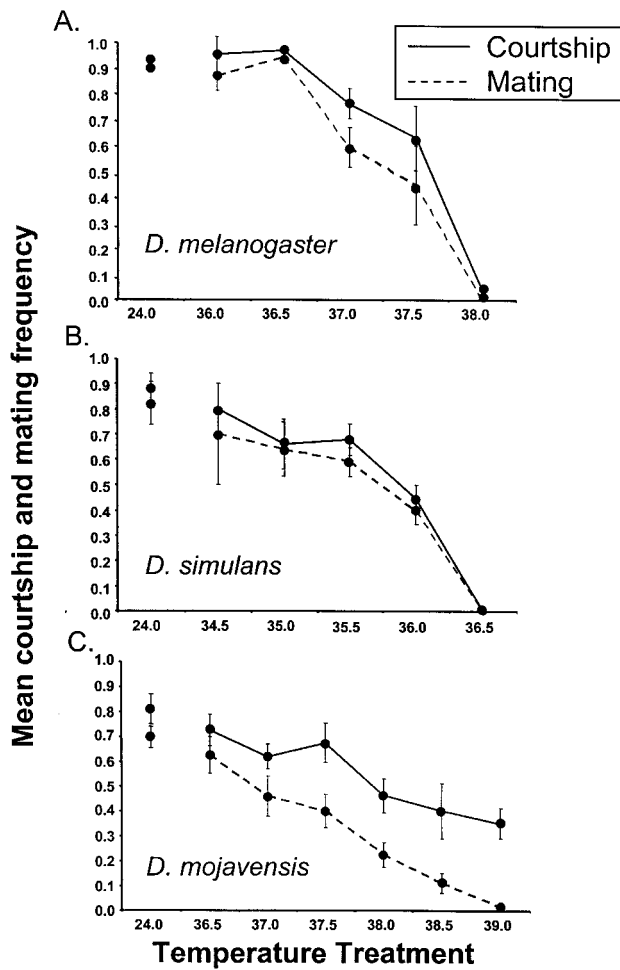 A.
Courtship
Mating
1.0
0.9
0.8
0.7
0.6
0.5
0.4
0.3
0.2
0.1
0.0
D. melanogaster
24.0 36.0 36.5 37.0 37.5 38.0
B.
1.0
0.9
0.8
0.7
0.6
0.5
0.4
0.3
0.2
0.1
0.0
D. simulans
24.0 34.5 35.0 35.5 36.0 36.5
C.
1.0
0.9
0.8
0.7
0.6
0.5
0.4
0.3
0.2
0.1
0.0
D. mojavensis
24.0 36.5 37.0 37.5 38.0 38.5 39.0
Mean courtship and mating frequency
Temperature Treatment